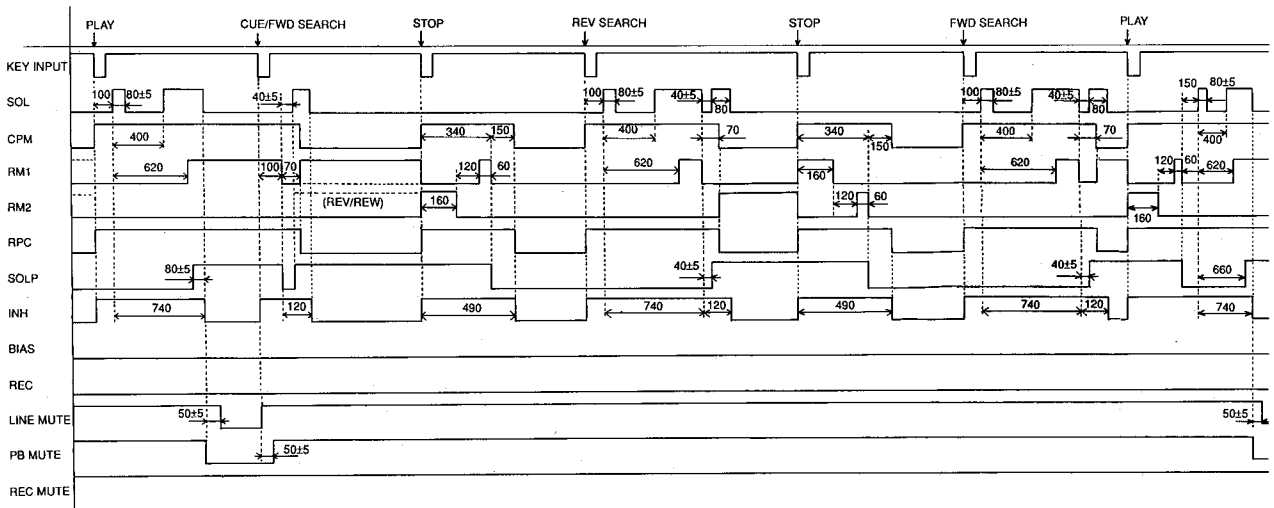 PLAY CUE/FWD SEARCH STOP REV SEARCH STOP FWD SEARCH PLAY
KEY INPUT
SOL 100 80±5 40±5 100 80±5 40±5 80 100 80±5 40±5 80 150 80±5
CPM 400 340 150 400 70 340 150 400 70 400
RM1 620 100 70 120 60 620 160 620 120 60 620
RM2 (REV/REW) 160 120 60 160
RPC
SOLP 80±5 40±5 40±5 660
INH 740 120 490 740 120 490 740 120 740
BIAS
REC
LINE MUTE 50±5 50±5
PB MUTE 50±5
REC MUTE